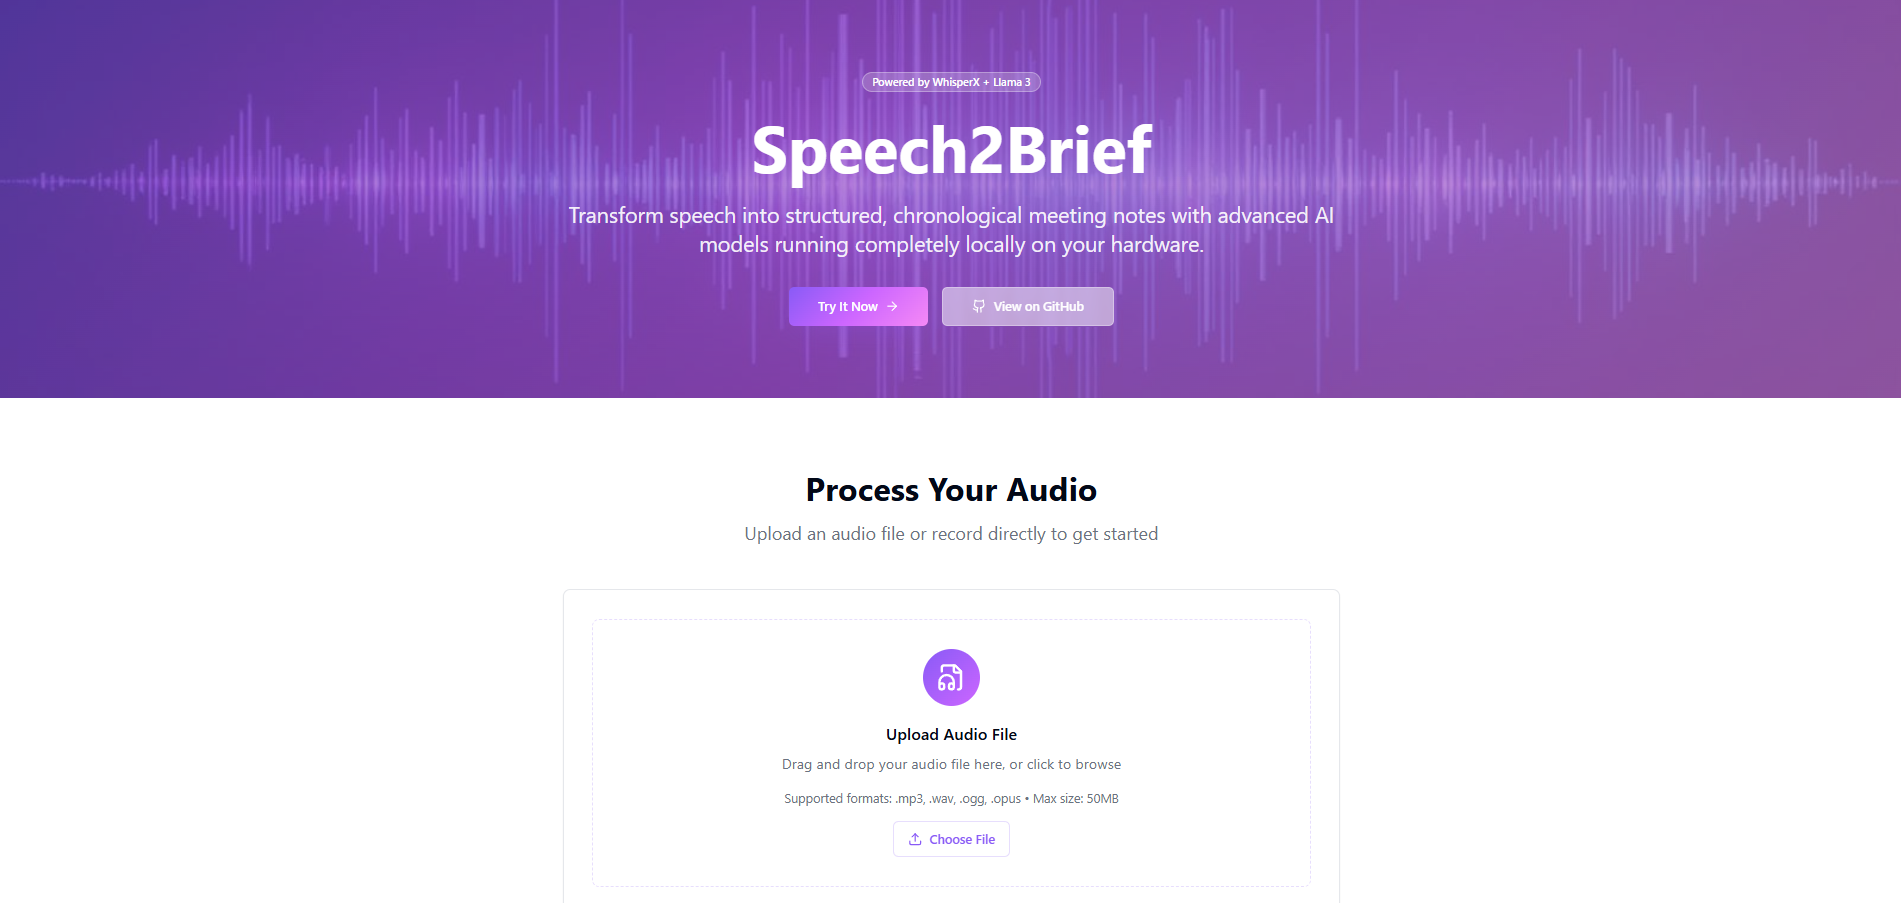 Powered by WhisperX + Llama 3
Speech2Brief
Transform speech into structured, chronological meeting notes with advanced AI
models running completely locally on your hardware.
Try It Now
View on GitHub
Process Your Audio
Upload an audio file or record directly to get started
Upload Audio File
Drag and drop your audio file here, or click to browse
Supported formats: .mp3, .wav, .ogg, .opus • Max size: 50MB
Choose File